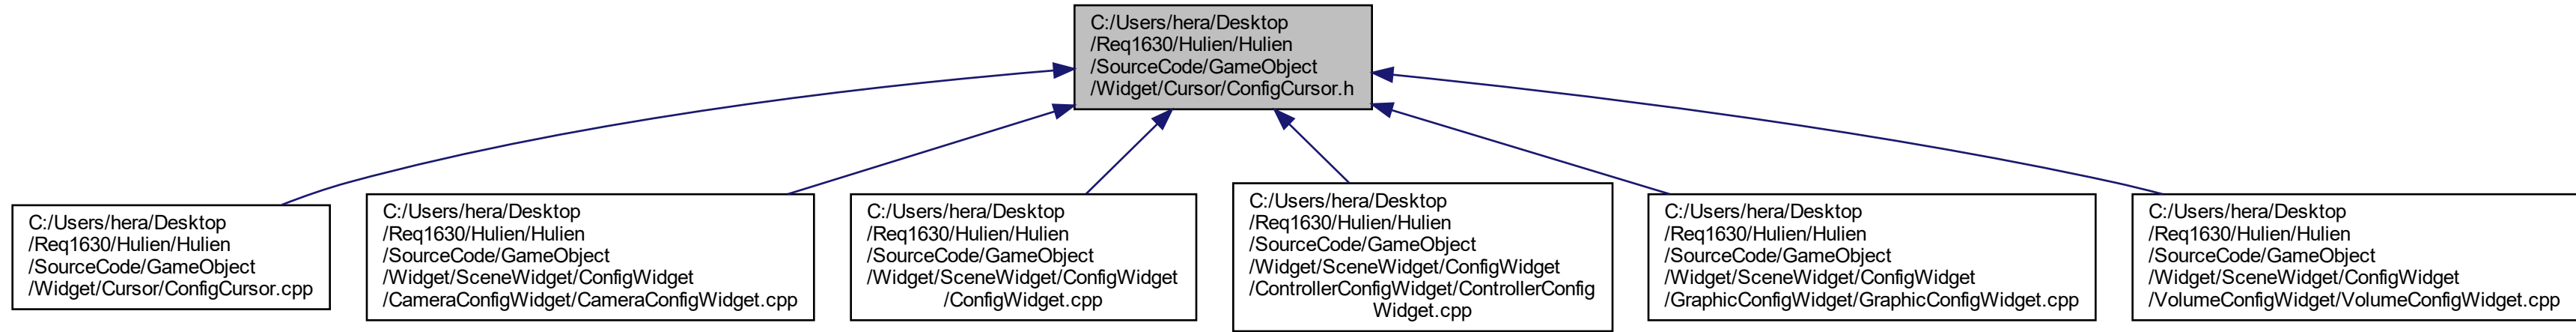 C:/Users/hera/Desktop
/Req1630/Hulien/Hulien
/SourceCode/GameObject
/Widget/Cursor/ConfigCursor.h
C:/Users/hera/Desktop
/Req1630/Hulien/Hulien
/SourceCode/GameObject
/Widget/Cursor/ConfigCursor.cpp
C:/Users/hera/Desktop
/Req1630/Hulien/Hulien
/SourceCode/GameObject
/Widget/SceneWidget/ConfigWidget
/CameraConfigWidget/CameraConfigWidget.cpp
C:/Users/hera/Desktop
/Req1630/Hulien/Hulien
/SourceCode/GameObject
/Widget/SceneWidget/ConfigWidget
/ConfigWidget.cpp
C:/Users/hera/Desktop
/Req1630/Hulien/Hulien
/SourceCode/GameObject
/Widget/SceneWidget/ConfigWidget
/ControllerConfigWidget/ControllerConfig
Widget.cpp
C:/Users/hera/Desktop
/Req1630/Hulien/Hulien
/SourceCode/GameObject
/Widget/SceneWidget/ConfigWidget
/GraphicConfigWidget/GraphicConfigWidget.cpp
C:/Users/hera/Desktop
/Req1630/Hulien/Hulien
/SourceCode/GameObject
/Widget/SceneWidget/ConfigWidget
/VolumeConfigWidget/VolumeConfigWidget.cpp